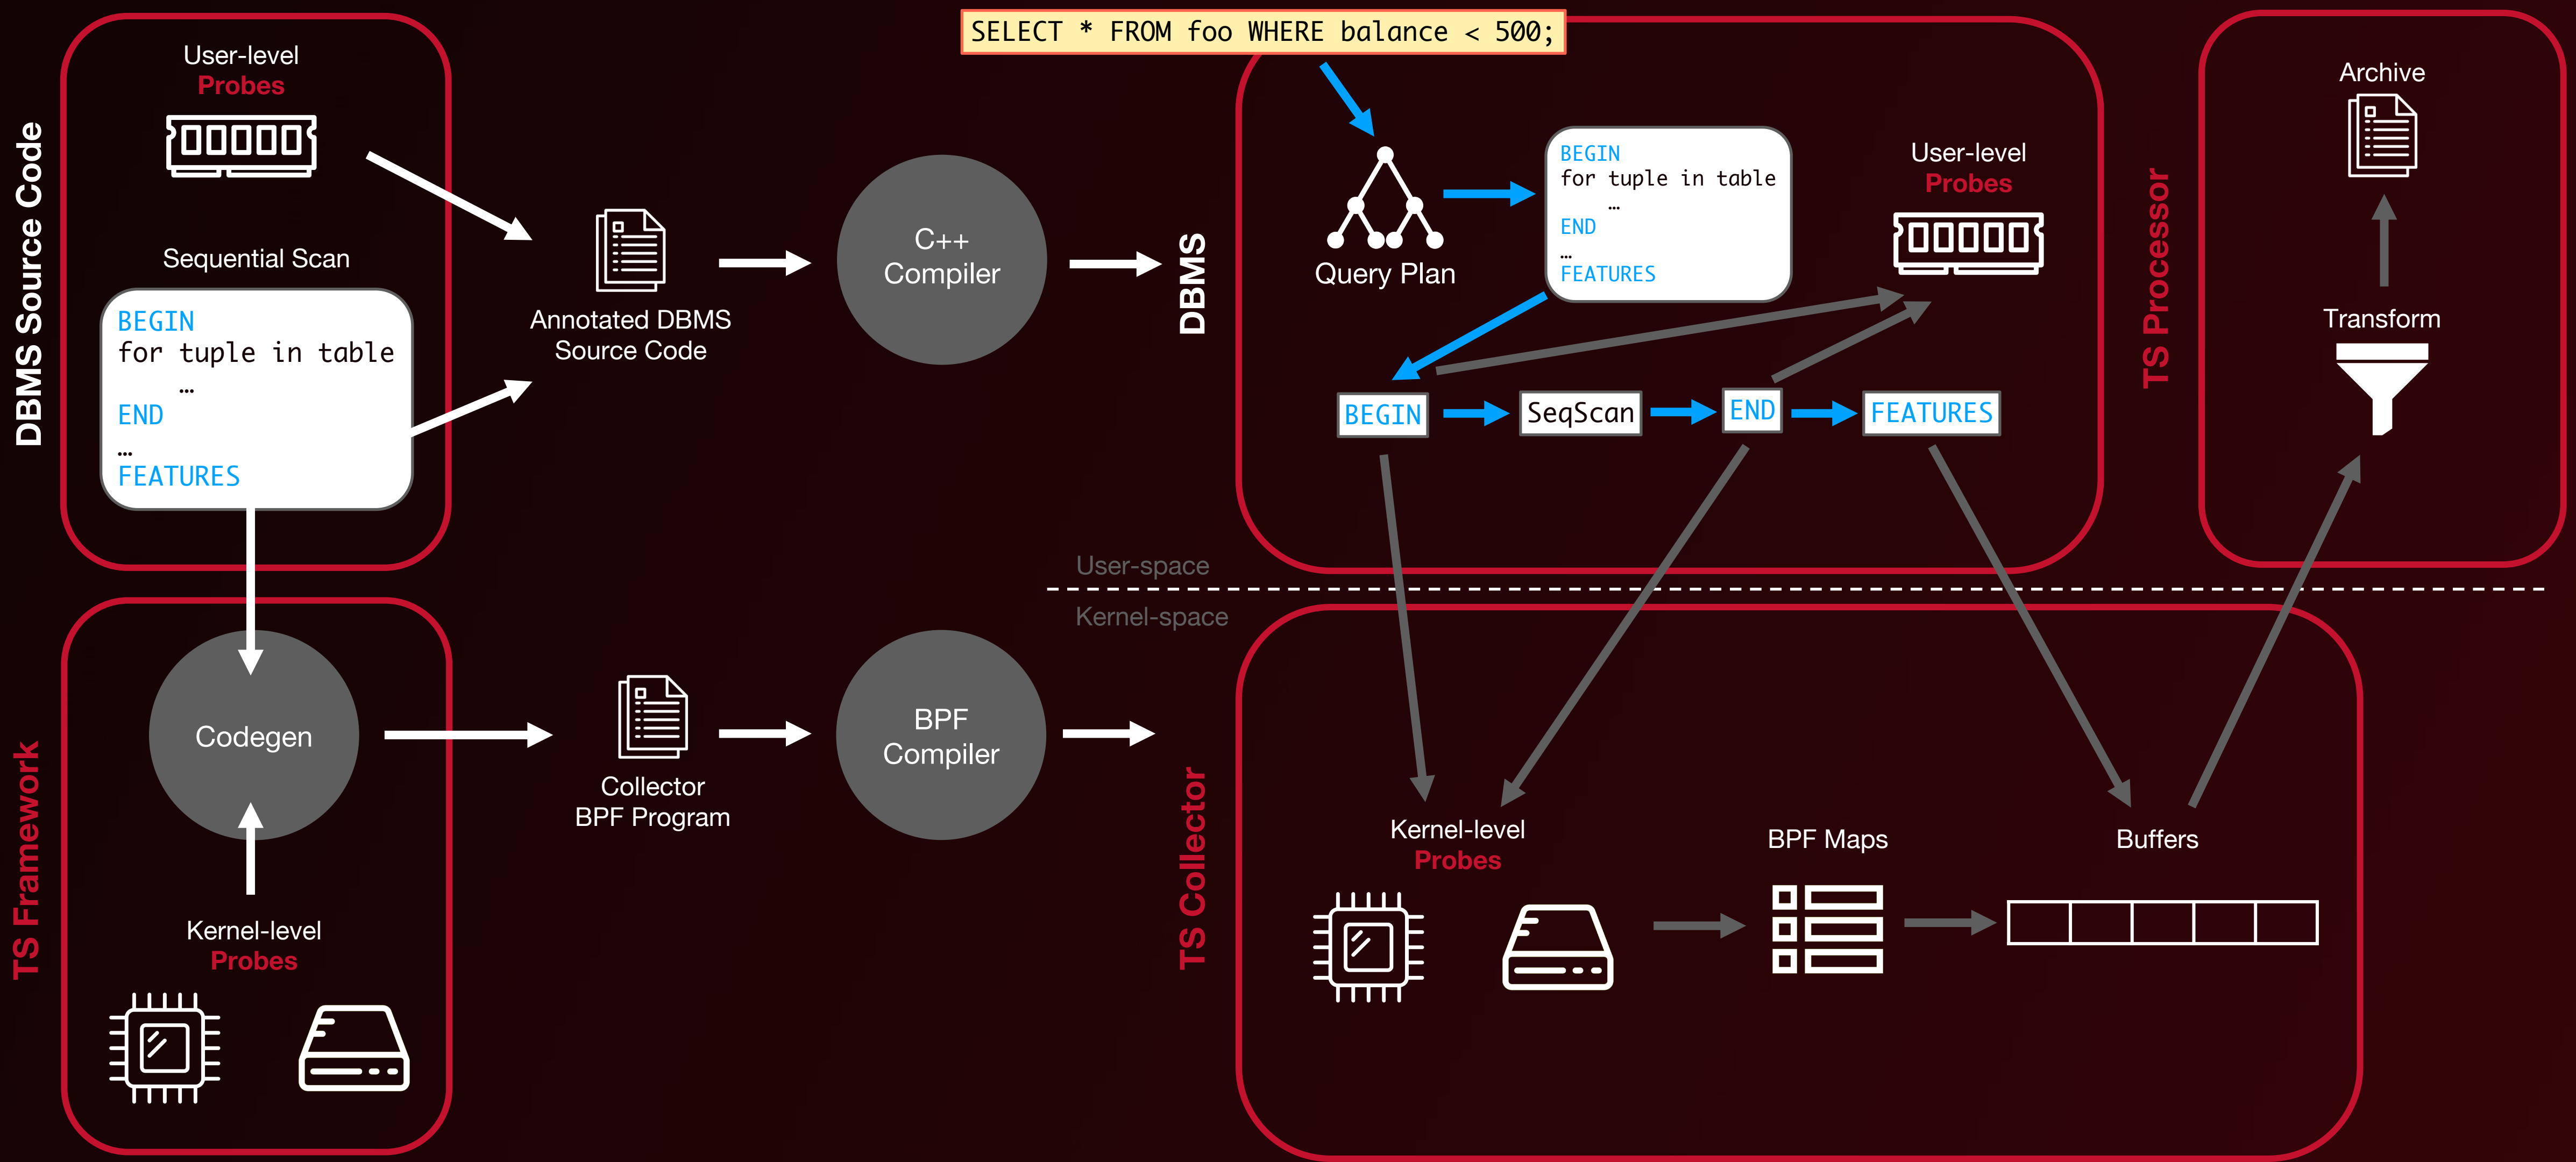 SELECT * FROM foo WHERE balance < 500;
DBMS Source Code
User-level
Probes
Sequential Scan
BEGIN
for tuple in table
…
END
…
FEATURES
Annotated DBMS
Source Code
C++
Compiler
DBMS
Query Plan
BEGIN
for tuple in table
…
END
…
FEATURES
User-level
Probes
BEGIN
SeqScan
END
FEATURES
TS Processor
Archive
Transform
User-space
Kernel-space
TS Framework
Codegen
Kernel-level
Probes
Collector
BPF Program
BPF
Compiler
TS Collector
Kernel-level
Probes
BPF Maps
Buffers